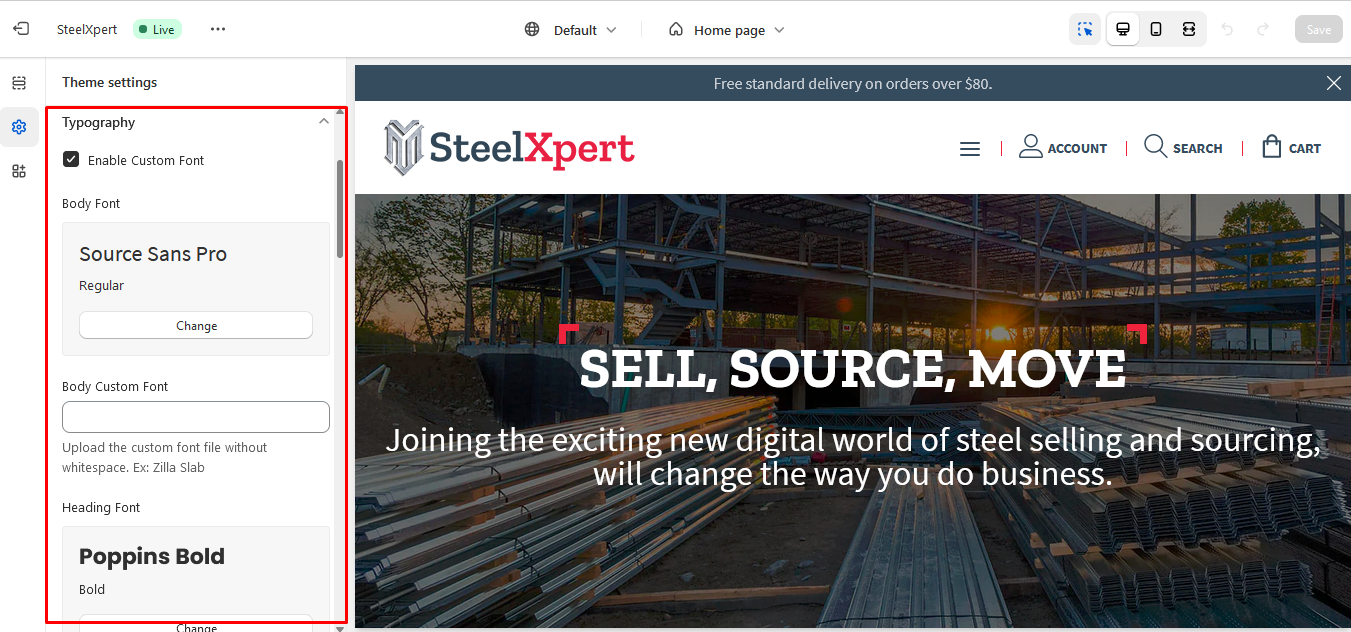 SteelXpert
Live
Default
Home page
Save
Theme settings
Typography
Enable Custom Font
Body Font
Source Sans Pro
Regular
Change
Body Custom Font
Upload the custom font file without
whitespace. Ex: Zilla Slab
Heading Font
Poppins Bold
Bold
Change
Free standard delivery on orders over $80.
SteelXpert
ACCOUNT
SEARCH
CART
SELL, SOURCE, MOVE
Joining the exciting new digital world of steel selling and sourcing,
will change the way you do business.